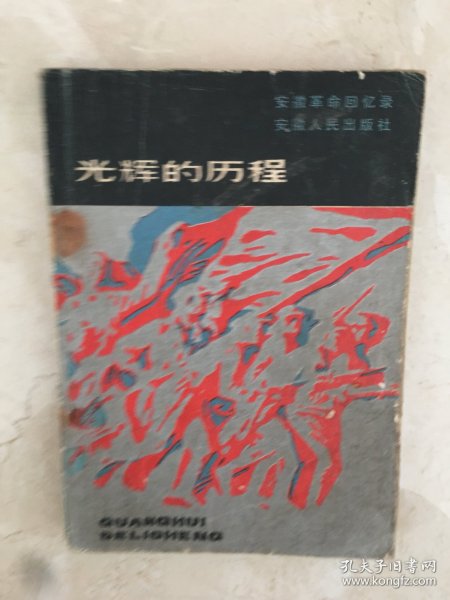 安徽革命回忆录
安徽人民出版社
光辉的历程
GUANGHUI
DELICHENG
孔夫子旧书网
www.kongfz.com